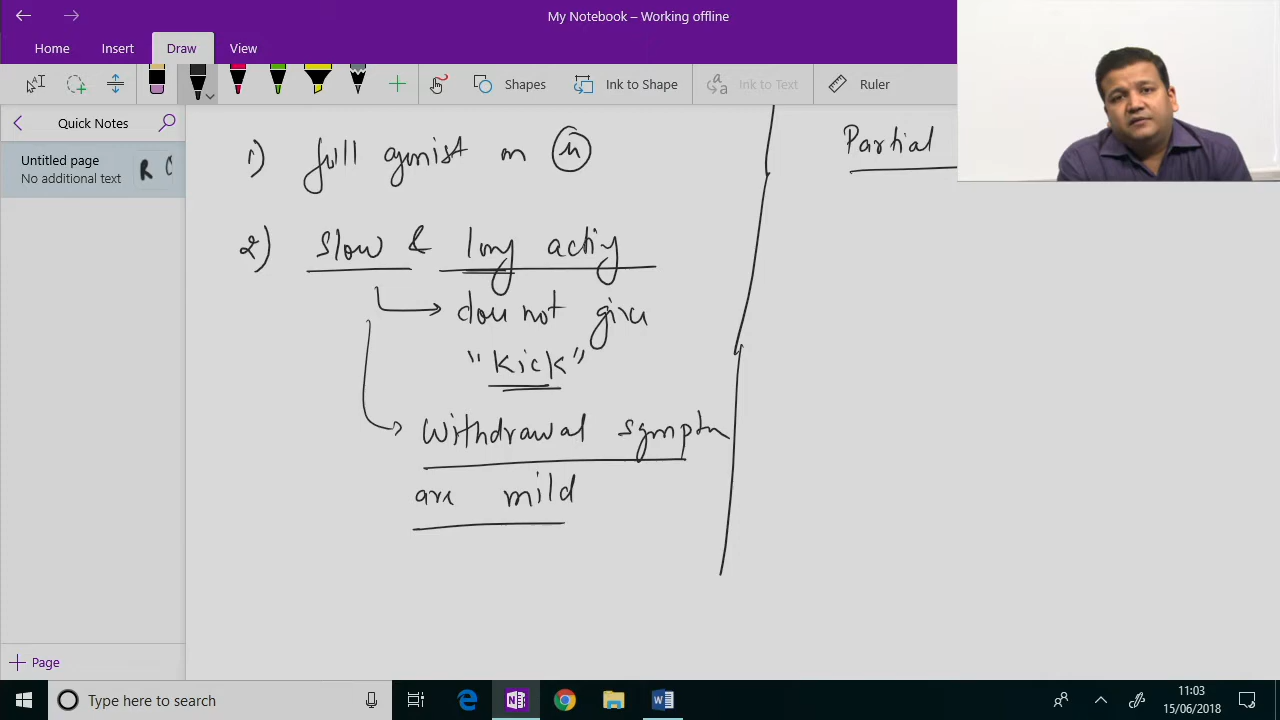 My Notebook – Working offline
Home Insert Draw View
Shapes Ink to Shape Ink to Text Ruler
Quick Notes
Untitled page
No additional text
R C
1) full agonist on u
2) slow & long acting
does not give
"Kick"
Withdrawal symptom
are mild
Partial
Page
Type here to search
11:03
15/06/2018